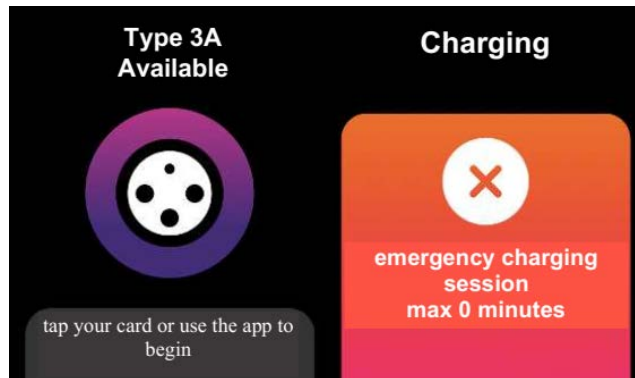 Type 3A
Available
tap your card or use the app to
begin
Charging
emergency charging
session
max 0 minutes